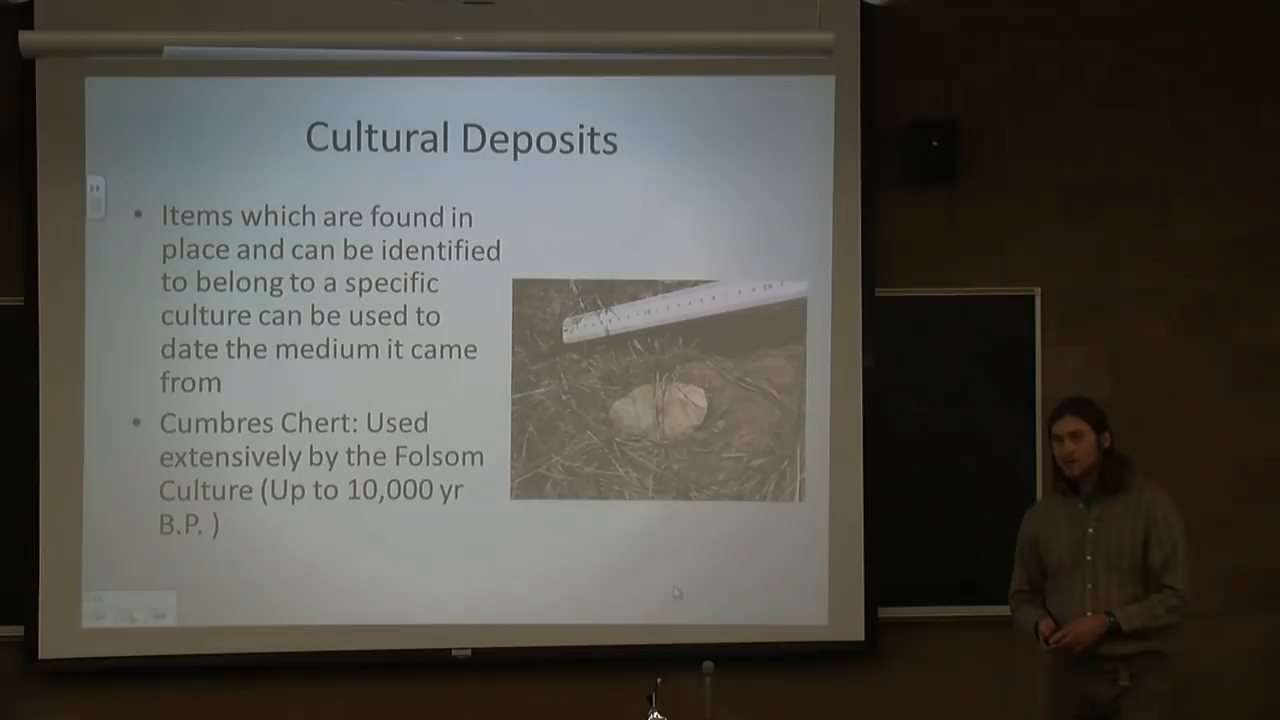 Cultural Deposits
• Items which are found in
place and can be identified
to belong to a specific
culture can be used to
date the medium it came
from
• Cumbres Chert: Used
extensively by the Folsom
Culture (Up to 10,000 yr
B.P. )